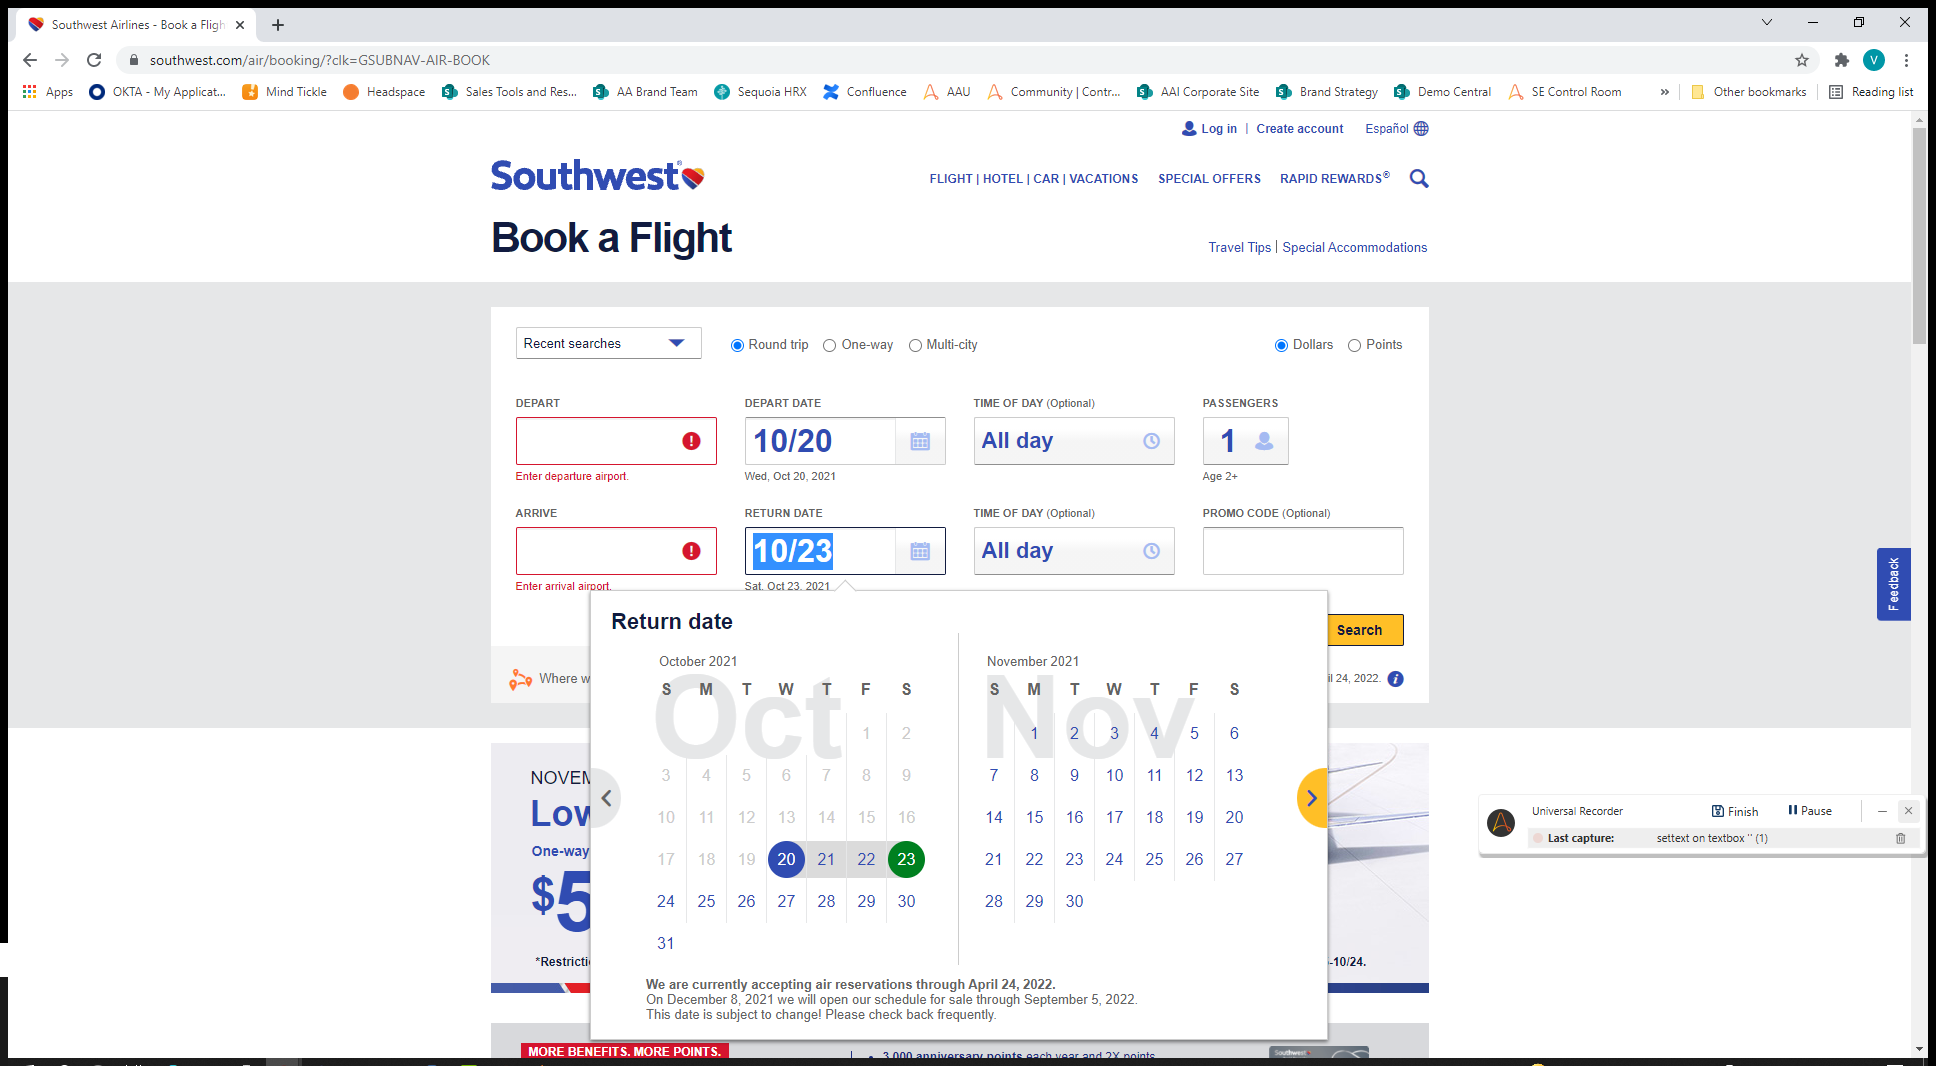 Southwest Airlines - Book a Fligh
southwest.com/air/booking/?clk=GSUBNAV-AIR-BOOK
V
Apps OKTA - My Applicat... Mind Tickle Headspace Sales Tools and Res... AA Brand Team Sequoia HRX Confluence AAU Community | Contr... AAI Corporate Site Brand Strategy Demo Central SE Control Room » Other bookmarks Reading list
Log in | Create account Español
Southwest®
FLIGHT | HOTEL | CAR | VACATIONS SPECIAL OFFERS RAPID REWARDS®
Book a Flight
Travel Tips | Special Accommodations
Recent searches Round trip One-way Multi-city Dollars Points
DEPART DEPART DATE TIME OF DAY (Optional) PASSENGERS
10/20 All day 1
Enter departure airport. Wed, Oct 20, 2021 Age 2+
ARRIVE RETURN DATE TIME OF DAY (Optional) PROMO CODE (Optional)
10/23 All day
Enter arrival airport. Sat, Oct 23, 2021
Feedback
Return date
Search
Where w
il 24, 2022.
October 2021 November 2021
Oct Nov
S M T W T F S S M T W T F S
1 2 1 2 3 4 5 6
3 4 5 6 7 8 9 7 8 9 10 11 12 13
10 11 12 13 14 15 16 14 15 16 17 18 19 20
17 18 19 20 21 22 23 21 22 23 24 25 26 27
24 25 26 27 28 29 30 28 29 30
31
We are currently accepting air reservations through April 24, 2022.
On December 8, 2021 we will open our schedule for sale through September 5, 2022.
This date is subject to change! Please check back frequently.
NOVEM
Low
One-way
$5
*Restricti
-10/24.
Universal Recorder Finish Pause
Last capture: settext on textbox '' (1)
MORE BENEFITS. MORE POINTS.
3,000 anniversary points each year and 2X points
Southwest